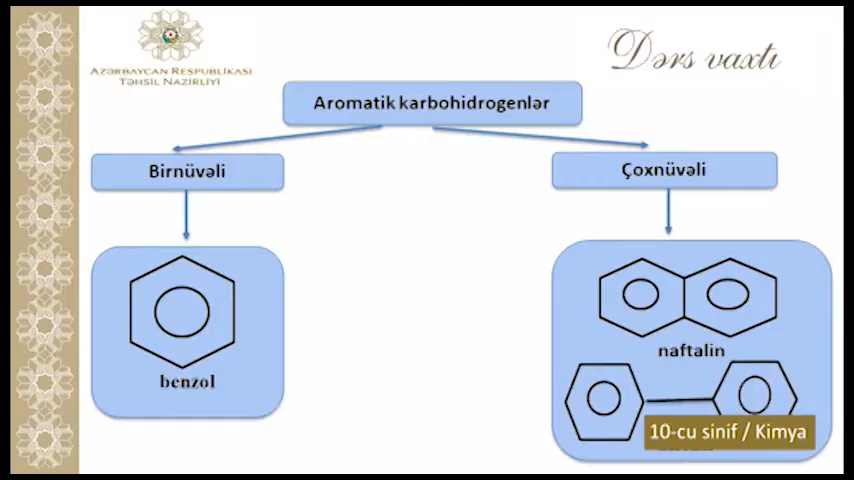 AZƏRBAYCAN RESPUBLİKASI
TƏHSİL NAZİRLİYİ
Dərs vaxtı
Aromatik karbohidrogenlər
Birnüvəli
Çoxnüvəli
benzol
naftalin
10-cu sinif / Kimya